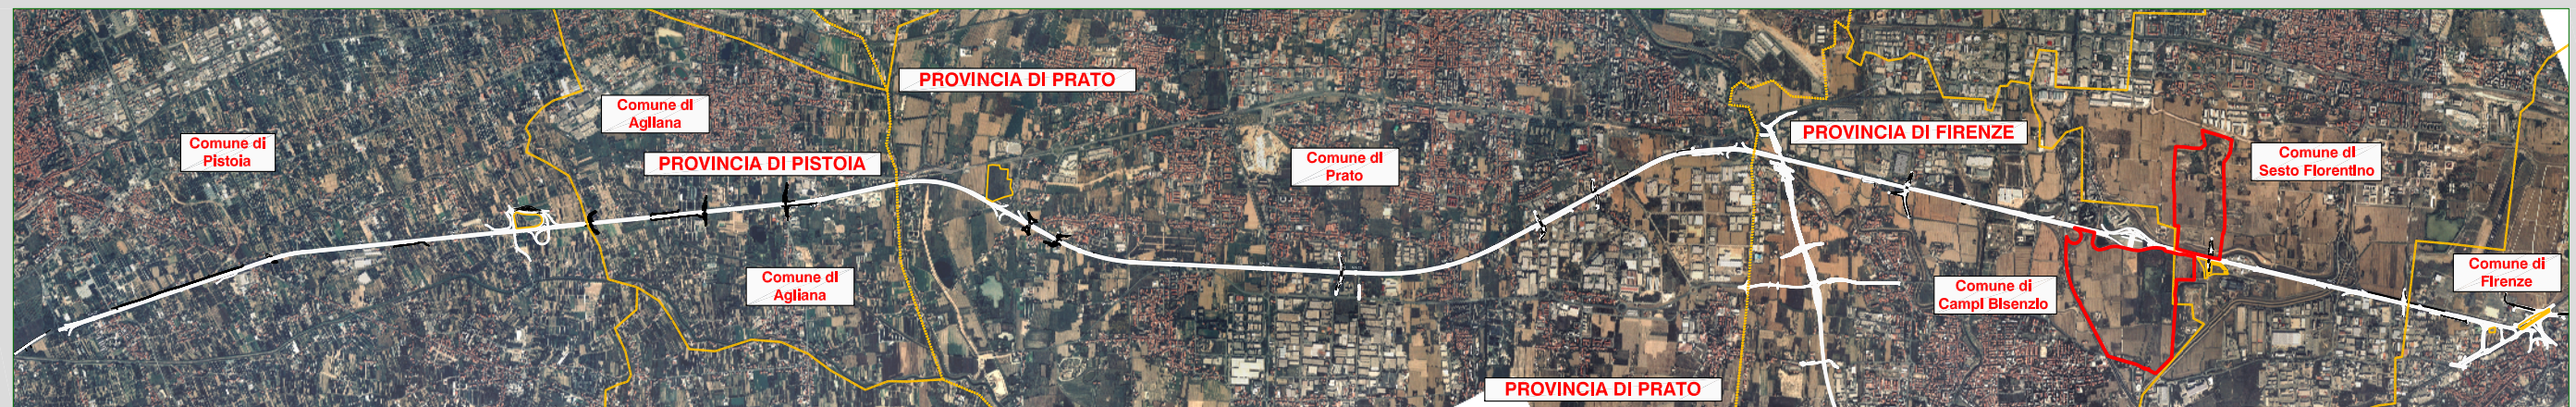 Comune di
Pistoia
Comune di
Agliana
PROVINCIA DI PISTOIA
Comune di
Agliana
PROVINCIA DI PRATO
Comune di
Prato
PROVINCIA DI PRATO
PROVINCIA DI FIRENZE
Comune di
Campi Bisenzio
Comune di
Sesto Fiorentino
Comune di
Firenze